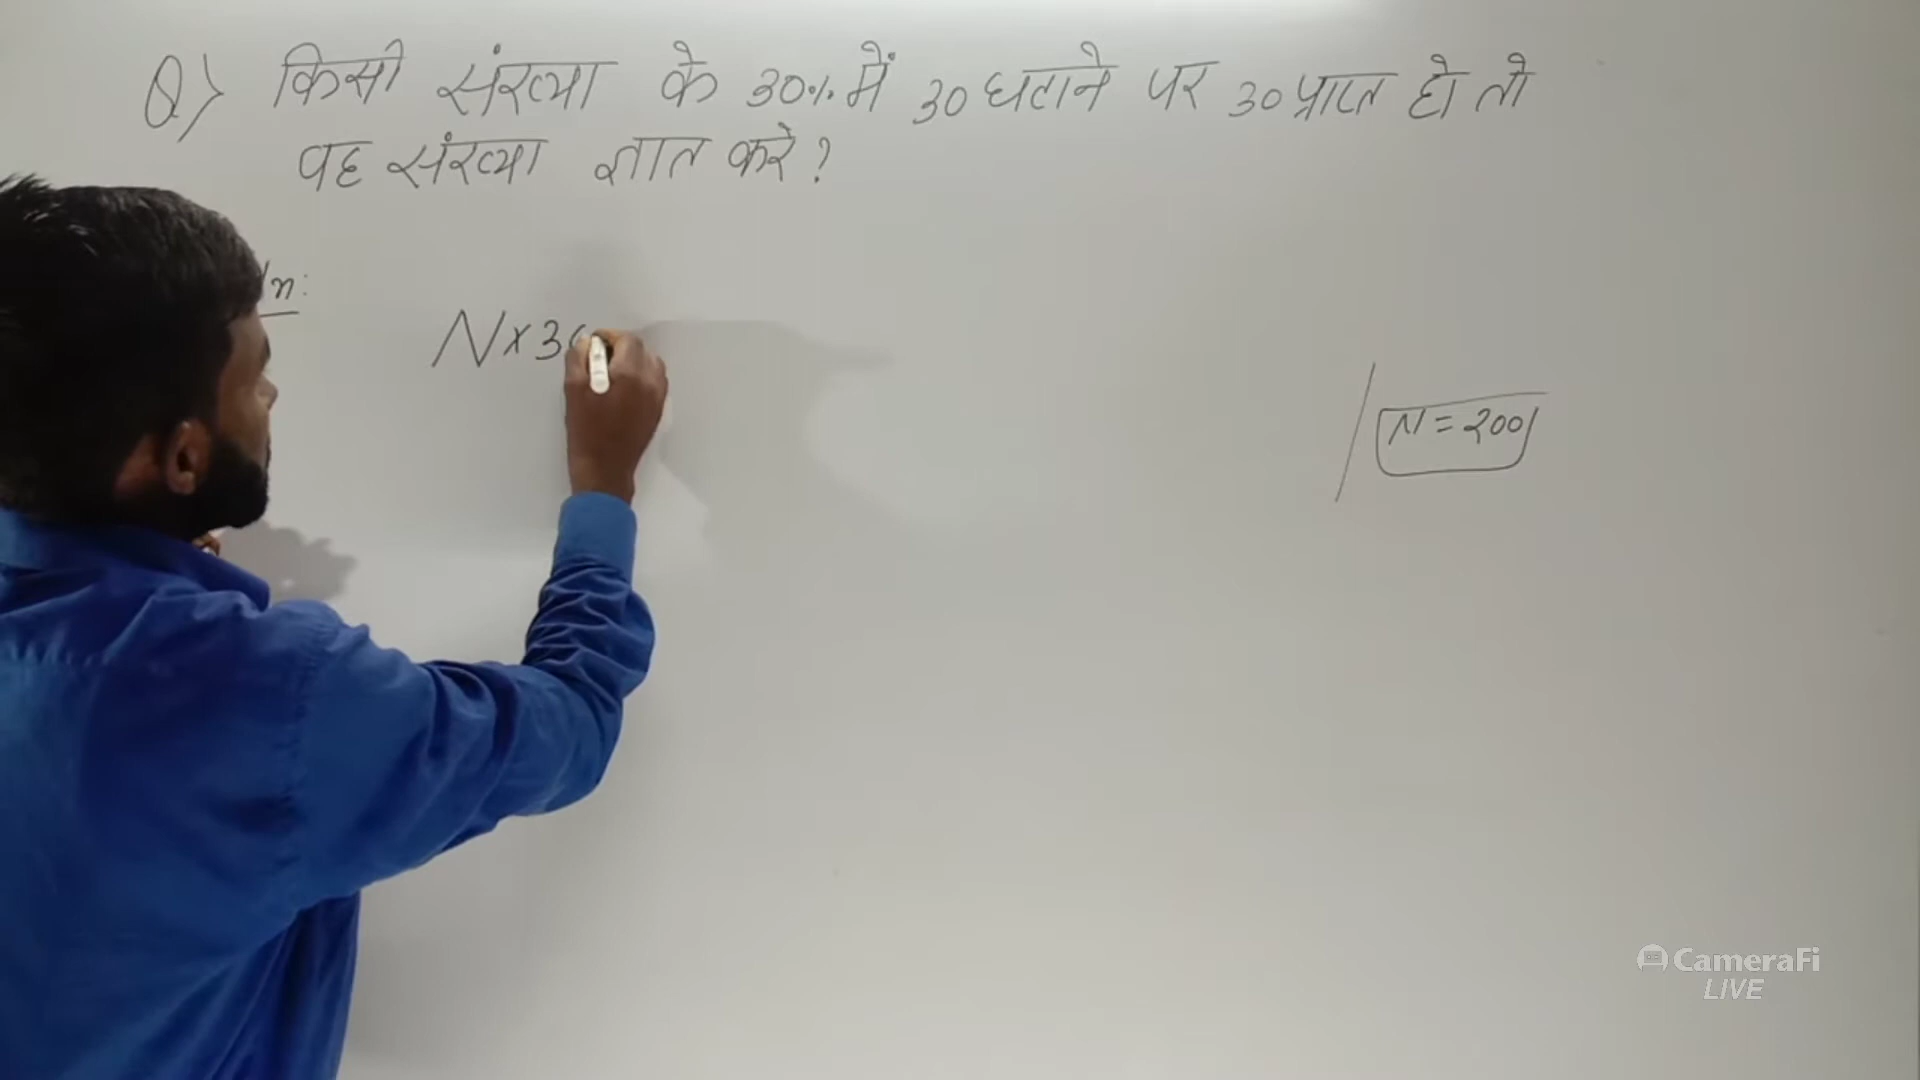 Q) किसी संख्या के 30% में 30 घटाने पर 30 प्राप्त हो तो
वह संख्या ज्ञात करे?
N×30
N = 200
CameraFi
LIVE